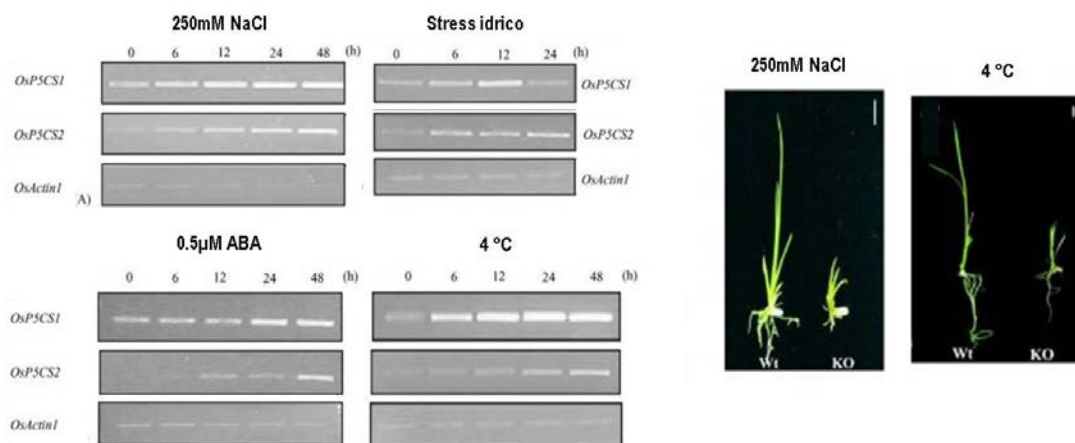 250mM NaCl
0 6 12 24 48 (h)
OsP5CS1
OsP5CS2
OsActin1
A)
Stress idrico
0 6 12 24 (h)
OsP5CS1
OsP5CS2
OsActin1
0.5µM ABA
0 6 12 24 48 (h)
OsP5CS1
OsP5CS2
OsActin1
4 °C
0 6 12 24 48 (h)
250mM NaCl
Wt KO
4 °C
Wt KO